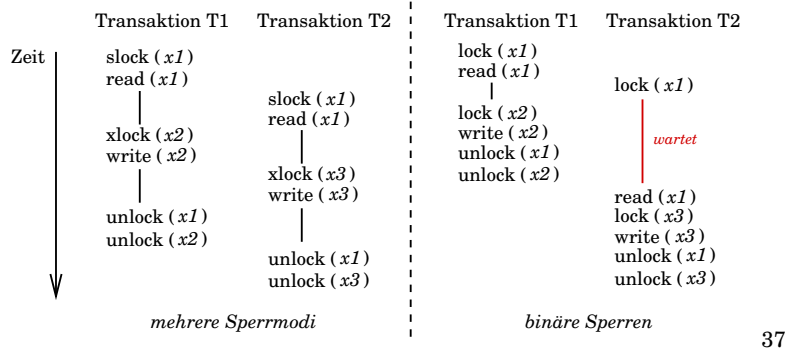 Transaktion T1
Transaktion T2
Zeit
slock ( x1 )
read ( x1 )
xlock ( x2 )
write ( x2 )
unlock ( x1 )
unlock ( x2 )
slock ( x1 )
read ( x1 )
xlock ( x3 )
write ( x3 )
unlock ( x1 )
unlock ( x3 )
mehrere Sperrmodi
Transaktion T1
Transaktion T2
lock ( x1 )
read ( x1 )
lock ( x2 )
write ( x2 )
unlock ( x1 )
unlock ( x2 )
lock ( x1 )
wartet
read ( x1 )
lock ( x3 )
write ( x3 )
unlock ( x1 )
unlock ( x3 )
binäre Sperren
37